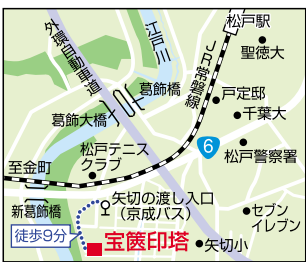 松戸駅
聖徳大
外環自動車道
江戸川
JR常磐線
葛飾橋
戸定邸
葛飾大橋
千葉大
6
松戸テニス
クラブ
松戸警察署
至金町
矢切の渡し入口
(京成バス)
新葛飾橋
セブン
イレブン
徒歩9分
宝篋印塔
矢切小